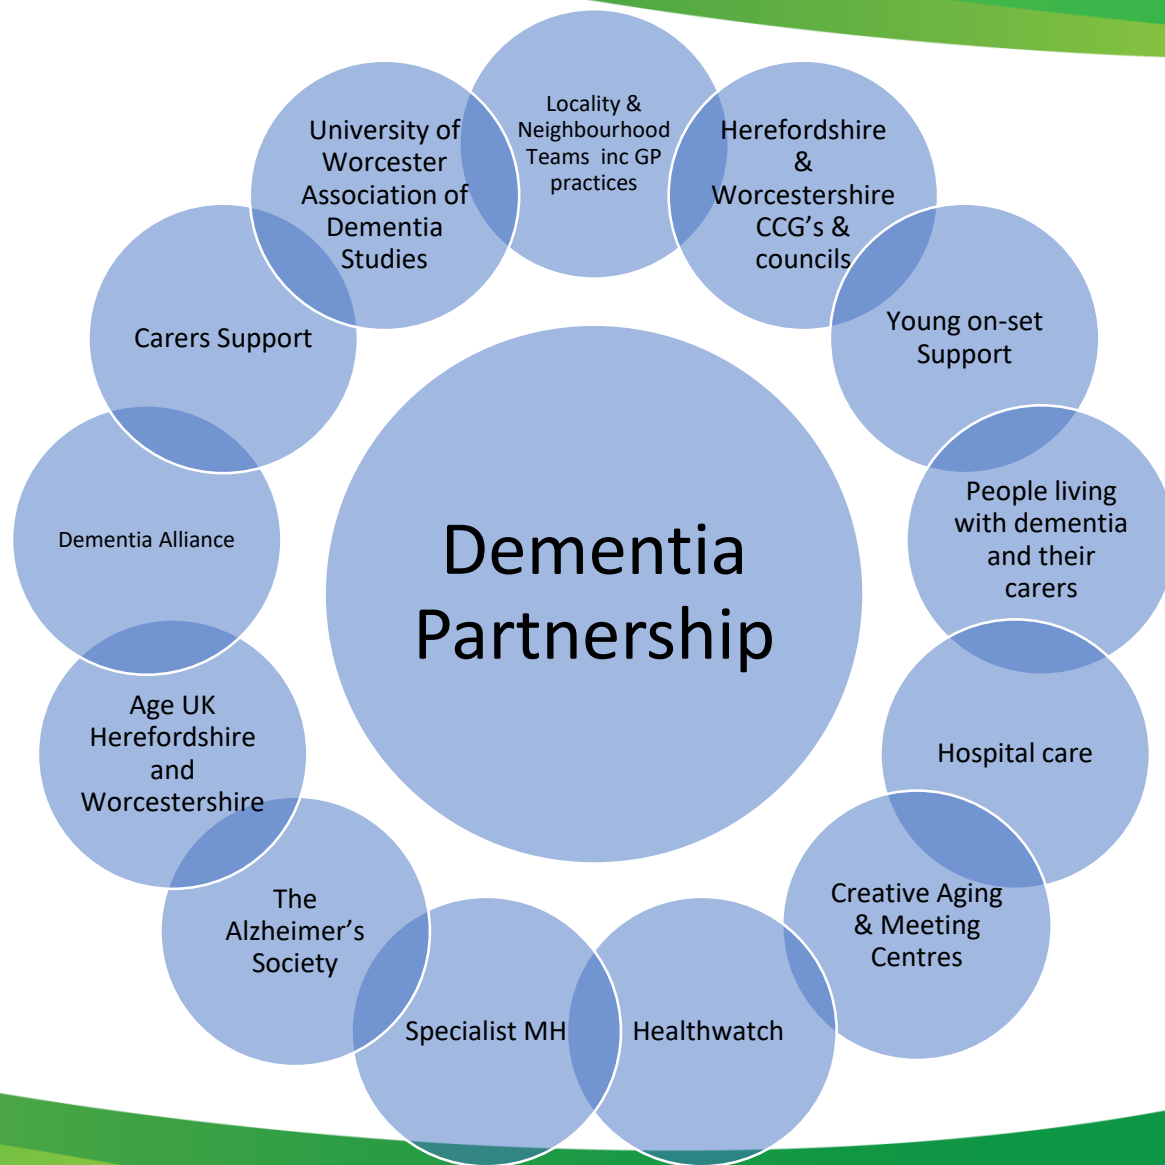 Locality &
Neighbourhood
Teams  inc GP
practices
Herefordshire
&
Worcestershire
CCG’s &
councils
Young on-set
Support
People living
with dementia
and their
carers
Hospital care
Creative Aging
& Meeting
Centres
Healthwatch
Specialist MH
The
Alzheimer’s
Society
Age UK
Herefordshire
and
Worcestershire
Dementia Alliance
Carers Support
University of
Worcester
Association of
Dementia
Studies
Dementia
Partnership